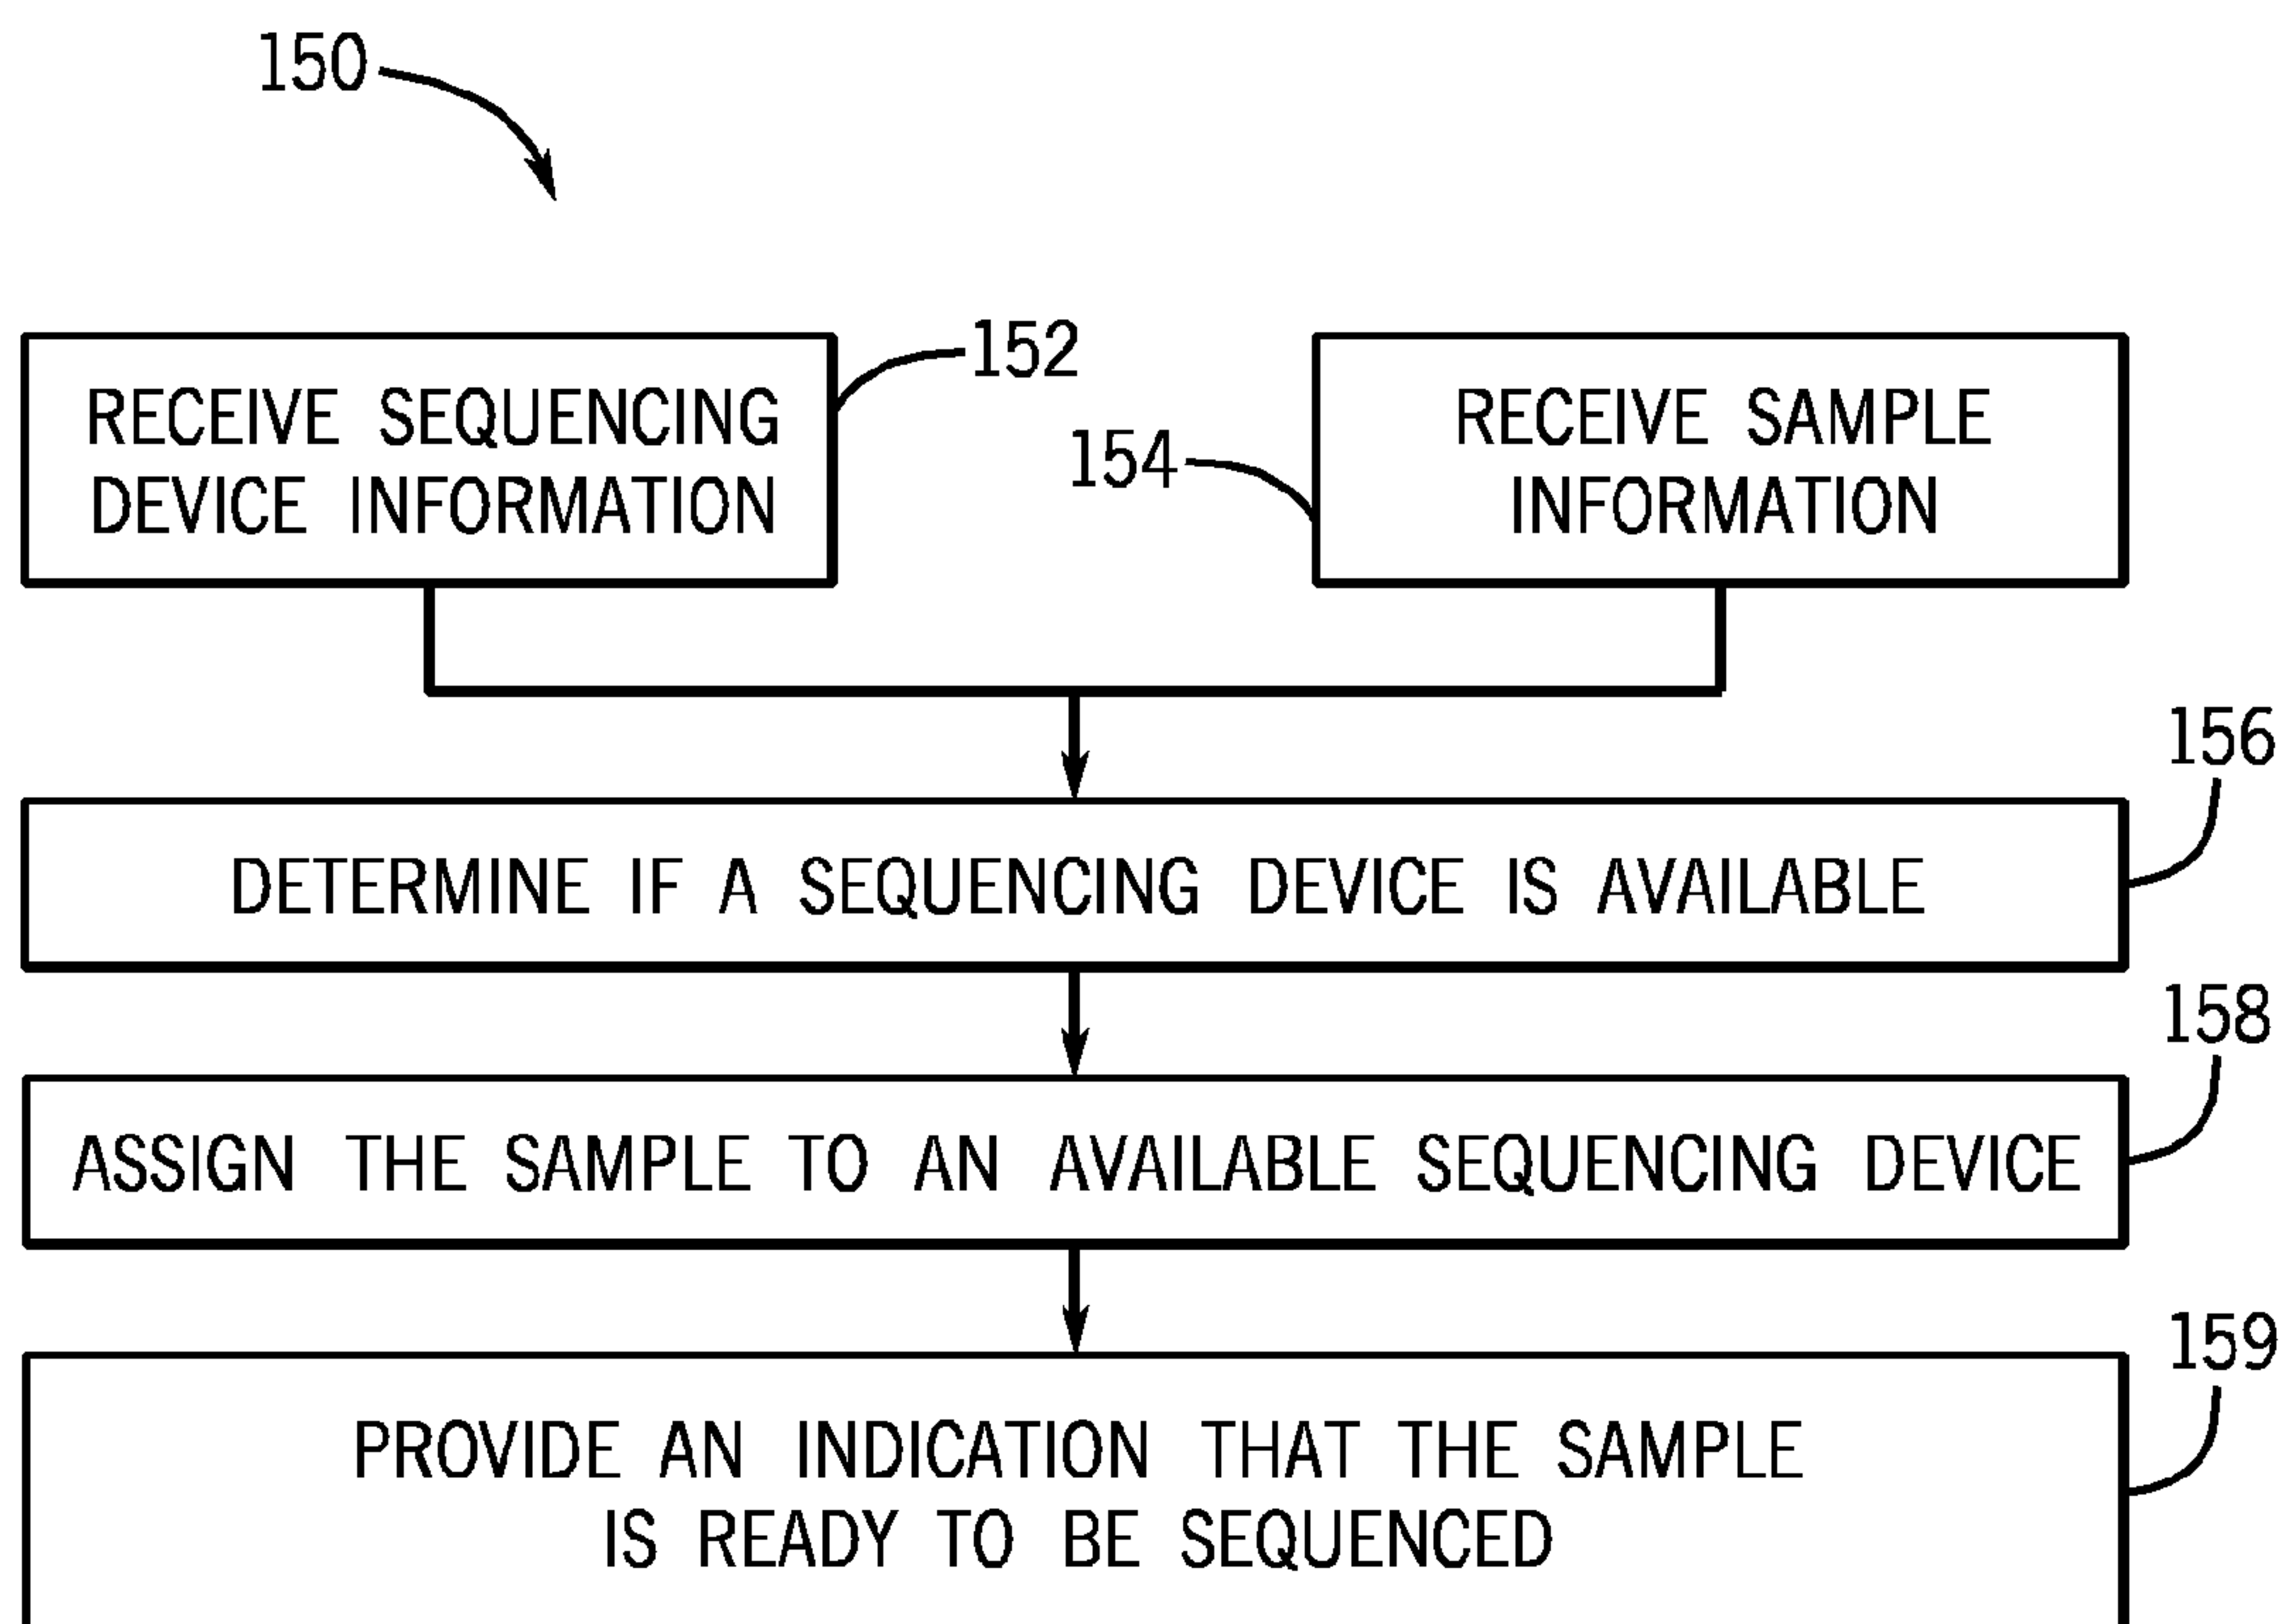 150
RECEIVE SEQUENCING
DEVICE INFORMATION
152
154
RECEIVE SAMPLE
INFORMATION
156
DETERMINE IF A SEQUENCING DEVICE IS AVAILABLE
158
ASSIGN THE SAMPLE TO AN AVAILABLE SEQUENCING DEVICE
159
PROVIDE AN INDICATION THAT THE SAMPLE
IS READY TO BE SEQUENCED